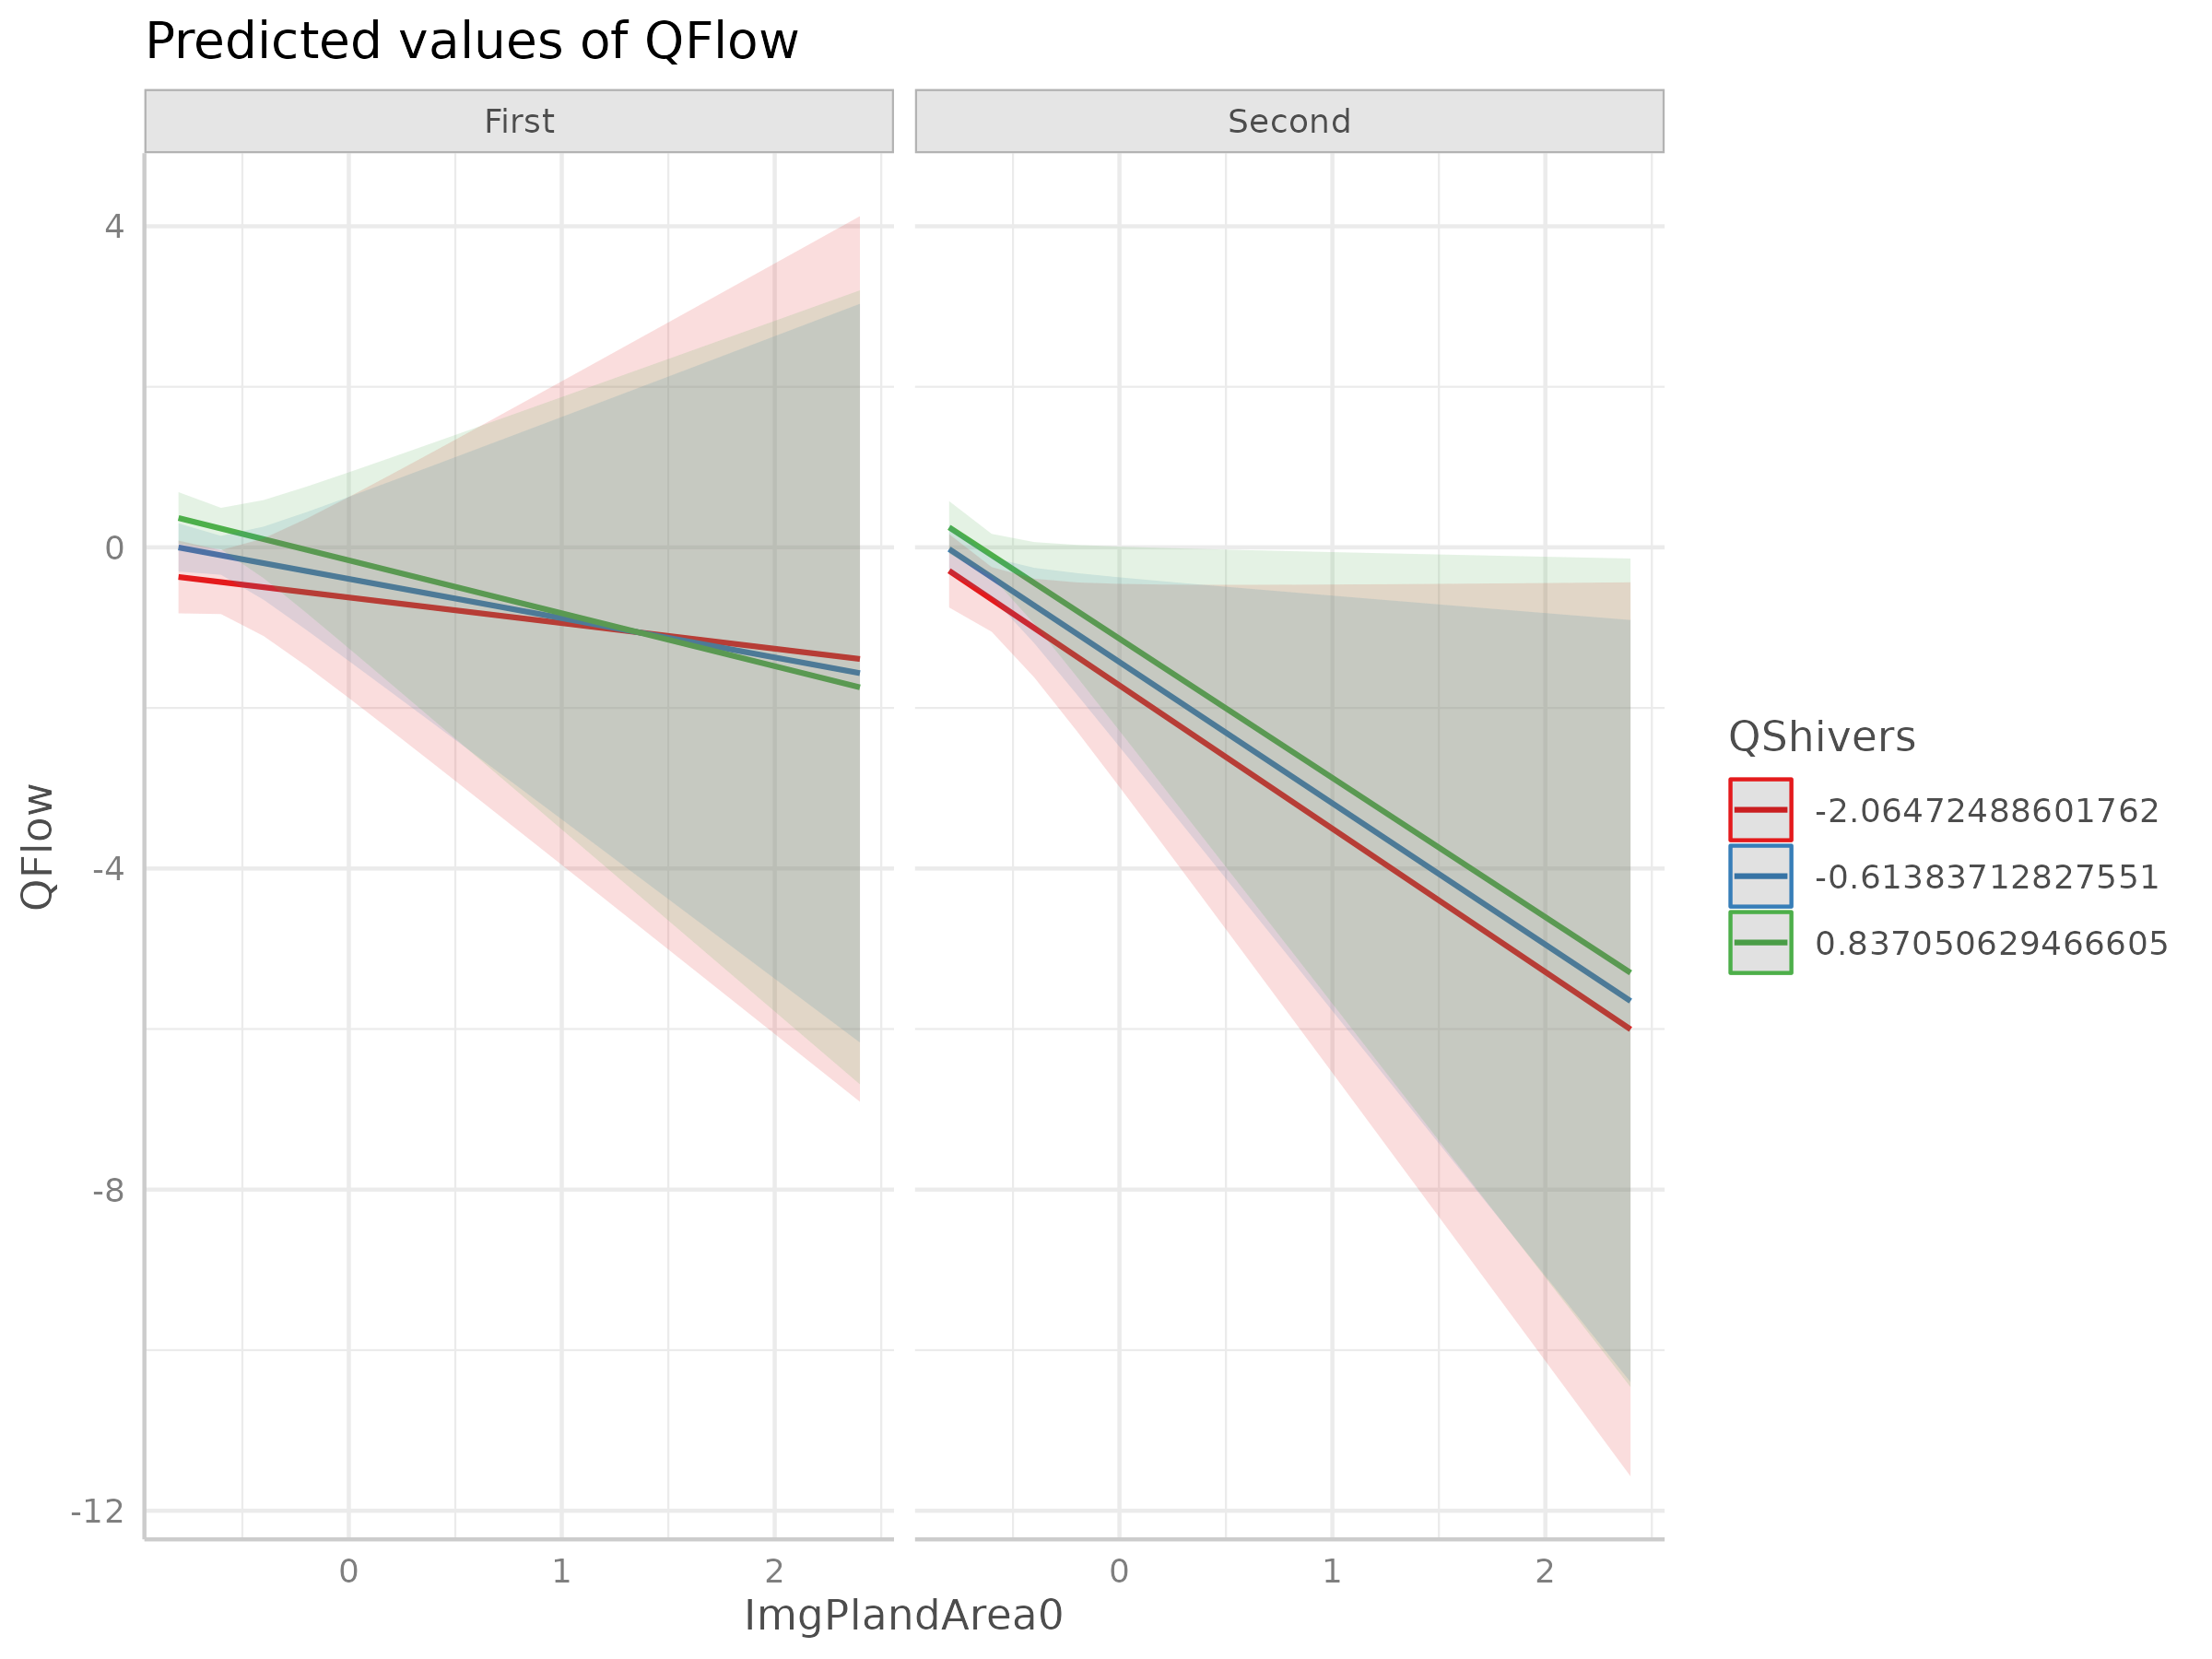 Predicted values of QFlow
First
Second
4
0
-4
-8
-12
QFlow
0 1 2
0 1 2
ImgPlandArea0
QShivers
-2.06472488601762
-0.61383712827551
0.837050629466605